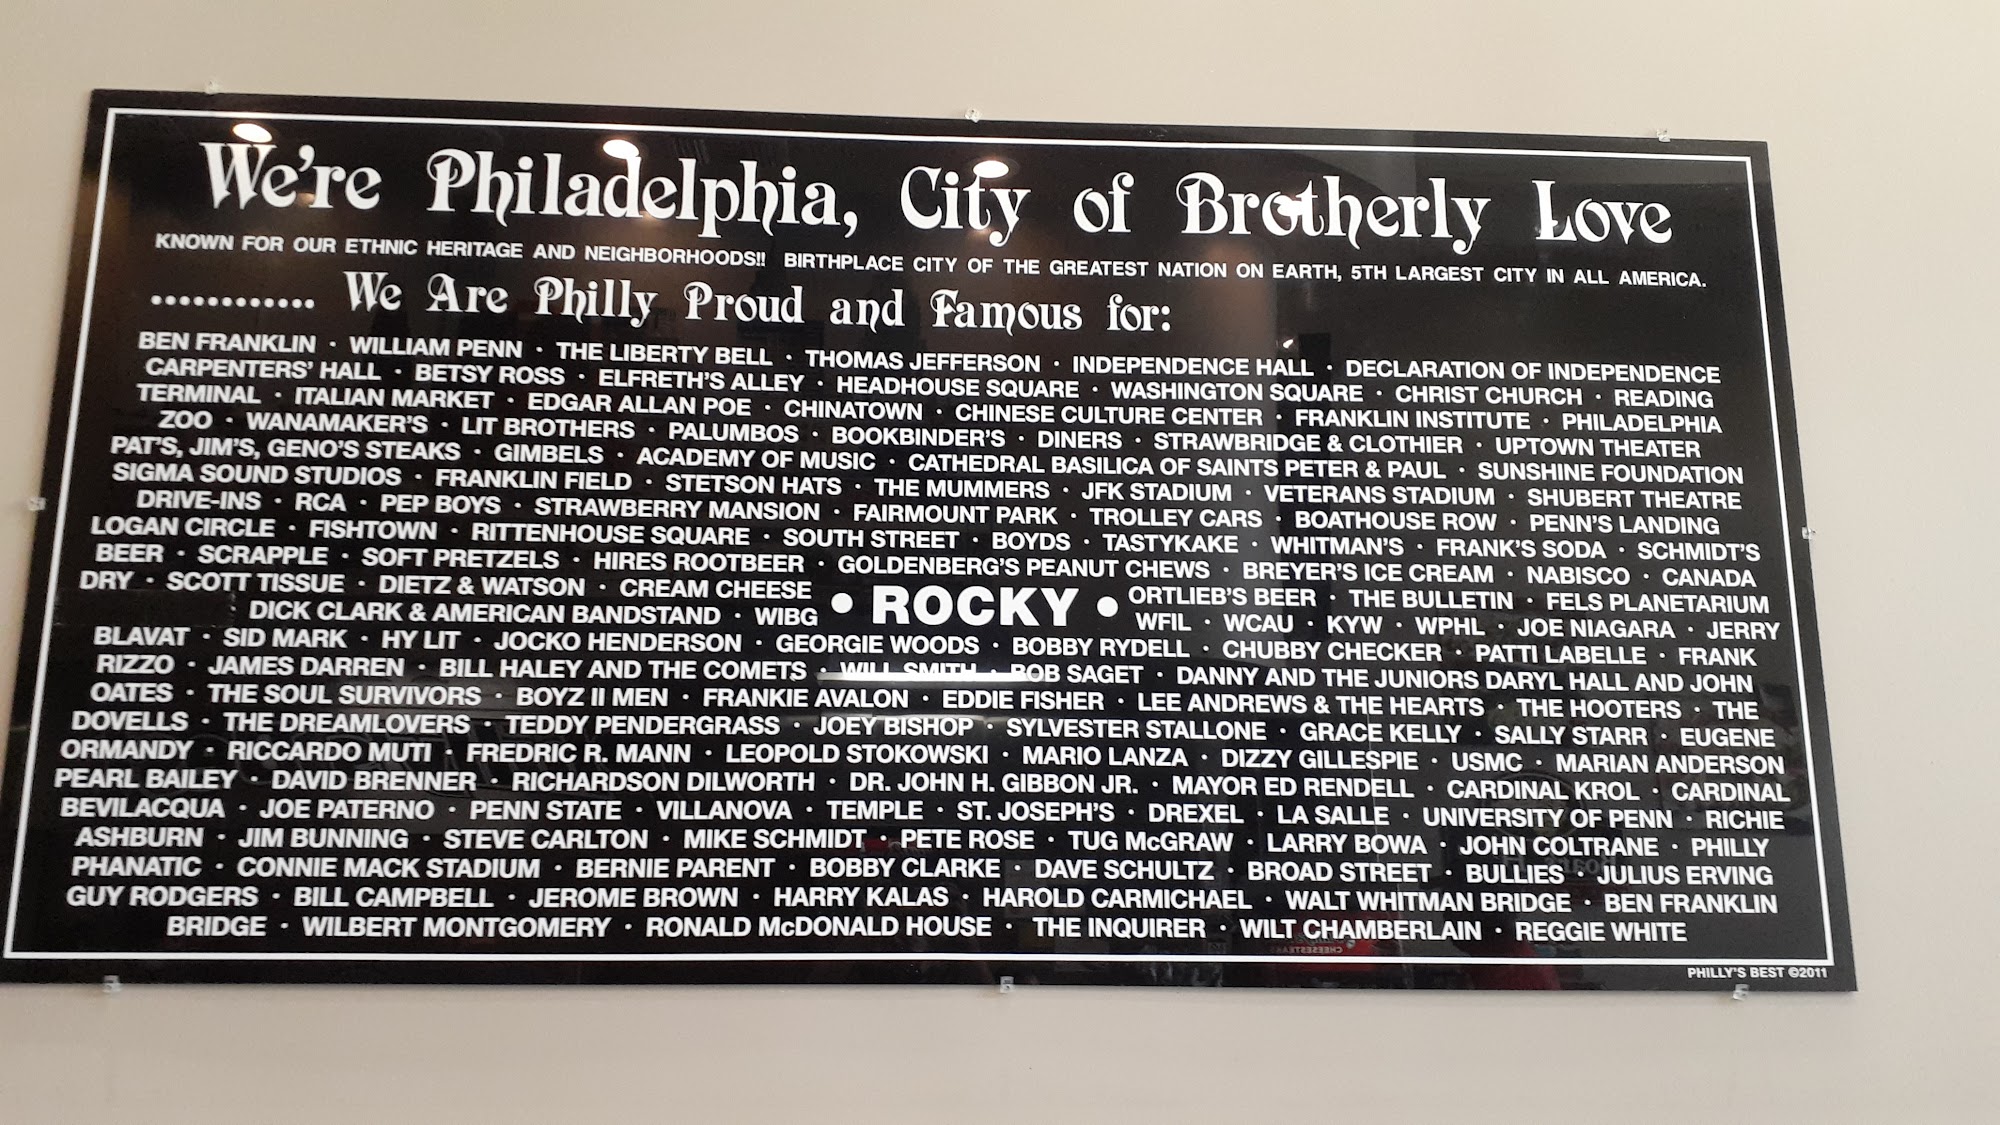 We're Philadelphia, City of Brotherly Love
KNOWN FOR OUR ETHNIC HERITAGE AND NEIGHBORHOODS!! BIRTHPLACE CITY OF THE GREATEST NATION ON EARTH, 5TH LARGEST CITY IN ALL AMERICA.
............ We Are Philly Proud and Famous for:
BEN FRANKLIN · WILLIAM PENN · THE LIBERTY BELL · THOMAS JEFFERSON · INDEPENDENCE HALL · DECLARATION OF INDEPENDENCE
CARPENTERS' HALL · BETSY ROSS · ELFRETH'S ALLEY · HEADHOUSE SQUARE · WASHINGTON SQUARE · CHRIST CHURCH · READING
TERMINAL · ITALIAN MARKET · EDGAR ALLAN POE · CHINATOWN · CHINESE CULTURE CENTER · FRANKLIN INSTITUTE · PHILADELPHIA
ZOO · WANAMAKER'S · LIT BROTHERS · PALUMBOS · BOOKBINDER'S · DINERS · STRAWBRIDGE & CLOTHIER · UPTOWN THEATER
PAT'S, JIM'S, GENO'S STEAKS · GIMBELS · ACADEMY OF MUSIC · CATHEDRAL BASILICA OF SAINTS PETER & PAUL · SUNSHINE FOUNDATION
SIGMA SOUND STUDIOS · FRANKLIN FIELD · STETSON HATS · THE MUMMERS · JFK STADIUM · VETERANS STADIUM · SHUBERT THEATRE
DRIVE-INS · RCA · PEP BOYS · STRAWBERRY MANSION · FAIRMOUNT PARK · TROLLEY CARS · BOATHOUSE ROW · PENN'S LANDING
LOGAN CIRCLE · FISHTOWN · RITTENHOUSE SQUARE · SOUTH STREET · BOYDS · TASTYKAKE · WHITMAN'S · FRANK'S SODA · SCHMIDT'S
BEER · SCRAPPLE · SOFT PRETZELS · HIRES ROOTBEER · GOLDENBERG'S PEANUT CHEWS · BREYER'S ICE CREAM · NABISCO · CANADA
DRY · SCOTT TISSUE · DIETZ & WATSON · CREAM CHEESE • ROCKY • ORTLIEB'S BEER · THE BULLETIN · FELS PLANETARIUM
DICK CLARK & AMERICAN BANDSTAND · WIBG WFIL · WCAU · KYW · WPHL · JOE NIAGARA · JERRY
BLAVAT · SID MARK · HY LIT · JOCKO HENDERSON · GEORGIE WOODS · BOBBY RYDELL · CHUBBY CHECKER · PATTI LABELLE · FRANK
RIZZO · JAMES DARREN · BILL HALEY AND THE COMETS · WILL SMITH · BOB SAGET · DANNY AND THE JUNIORS DARYL HALL AND JOHN
OATES · THE SOUL SURVIVORS · BOYZ II MEN · FRANKIE AVALON · EDDIE FISHER · LEE ANDREWS & THE HEARTS · THE HOOTERS · THE
DOVELLS · THE DREAMLOVERS · TEDDY PENDERGRASS · JOEY BISHOP · SYLVESTER STALLONE · GRACE KELLY · SALLY STARR · EUGENE
ORMANDY · RICCARDO MUTI · FREDRIC R. MANN · LEOPOLD STOKOWSKI · MARIO LANZA · DIZZY GILLESPIE · USMC · MARIAN ANDERSON
PEARL BAILEY · DAVID BRENNER · RICHARDSON DILWORTH · DR. JOHN H. GIBBON JR. · MAYOR ED RENDELL · CARDINAL KROL · CARDINAL
BEVILACQUA · JOE PATERNO · PENN STATE · VILLANOVA · TEMPLE · ST. JOSEPH'S · DREXEL · LA SALLE · UNIVERSITY OF PENN · RICHIE
ASHBURN · JIM BUNNING · STEVE CARLTON · MIKE SCHMIDT · PETE ROSE · TUG McGRAW · LARRY BOWA · JOHN COLTRANE · PHILLY
PHANATIC · CONNIE MACK STADIUM · BERNIE PARENT · BOBBY CLARKE · DAVE SCHULTZ · BROAD STREET · BULLIES · JULIUS ERVING
GUY RODGERS · BILL CAMPBELL · JEROME BROWN · HARRY KALAS · HAROLD CARMICHAEL · WALT WHITMAN BRIDGE · BEN FRANKLIN
BRIDGE · WILBERT MONTGOMERY · RONALD McDONALD HOUSE · THE INQUIRER · WILT CHAMBERLAIN · REGGIE WHITE
PHILLY'S BEST ©2011